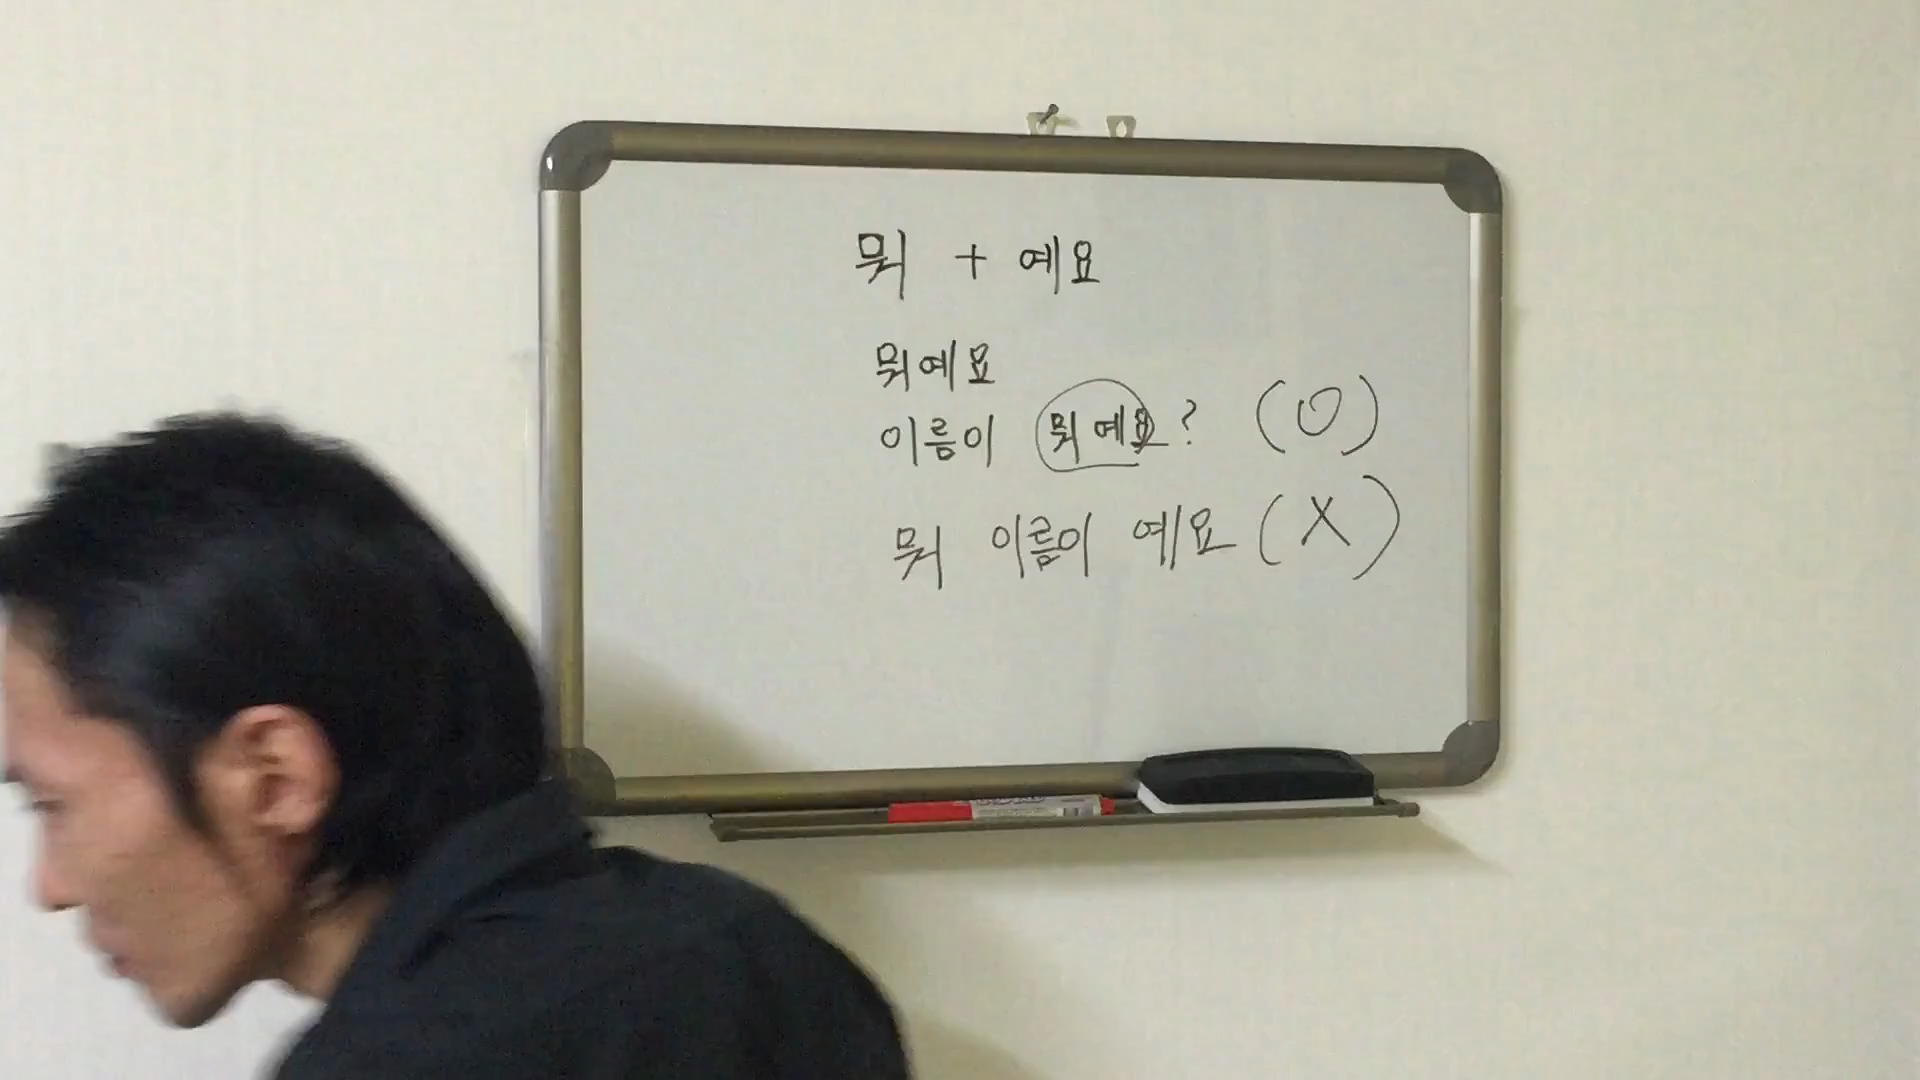 뭐 + 예요
뭐예요
이름이 뭐예요? (O)
뭐 이름이 예요 (X)